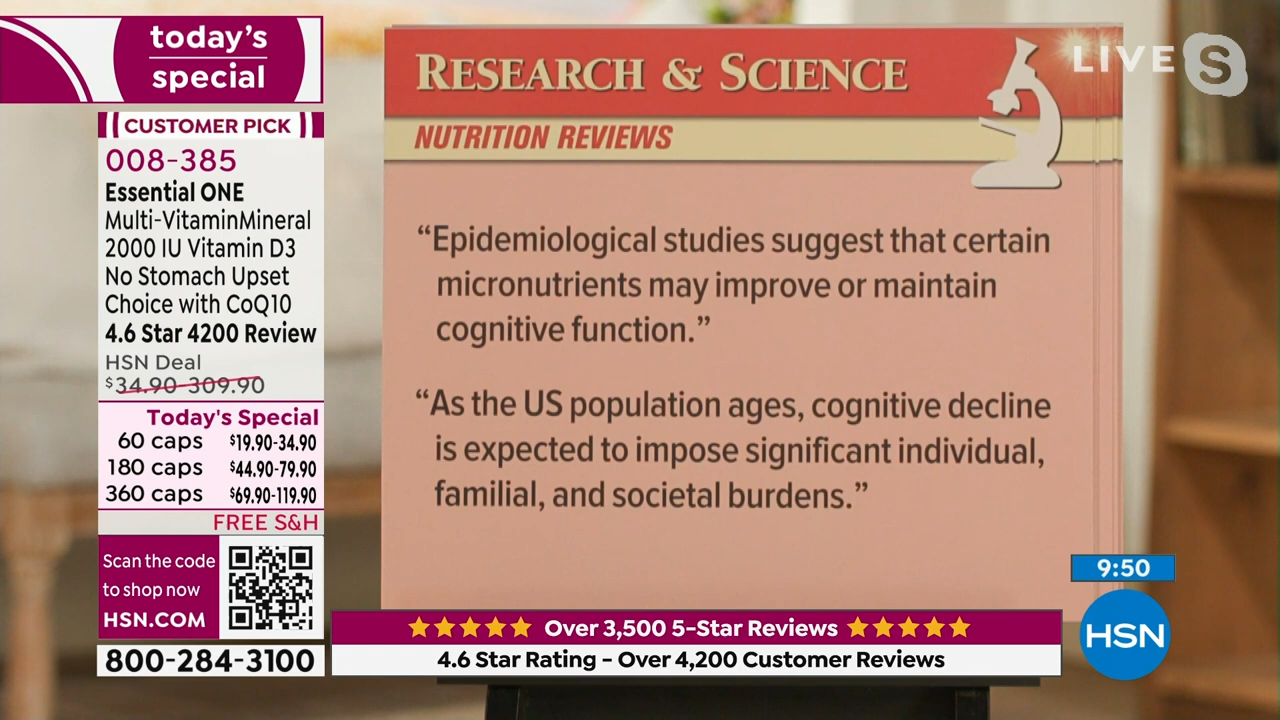 today's
special
CUSTOMER PICK
008-385
Essential ONE
Multi-VitaminMineral
2000 IU Vitamin D3
No Stomach Upset
Choice with CoQ10
4.6 Star 4200 Review
HSN Deal
$34.90-309.90
Today's Special
60 caps $19.90-34.90
180 caps $44.90-79.90
360 caps $69.90-119.90
FREE S&H
Scan the code
to shop now
HSN.COM
800-284-3100
RESEARCH & SCIENCE
NUTRITION REVIEWS
“Epidemiological studies suggest that certain
micronutrients may improve or maintain
cognitive function.”
“As the US population ages, cognitive decline
is expected to impose significant individual,
familial, and societal burdens.”
LIVE S
9:50
HSN
Over 3,500 5-Star Reviews
4.6 Star Rating - Over 4,200 Customer Reviews